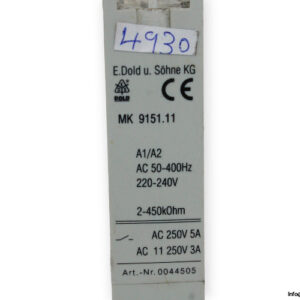 4930
E.Dold u. Söhne KG
DOLD
CE
MK 9151.11
A1/A2
AC 50-400Hz
220-240V
2-450kOhm
AC 250V 5A
AC 11 250V 3A
Art.-Nr.0044505